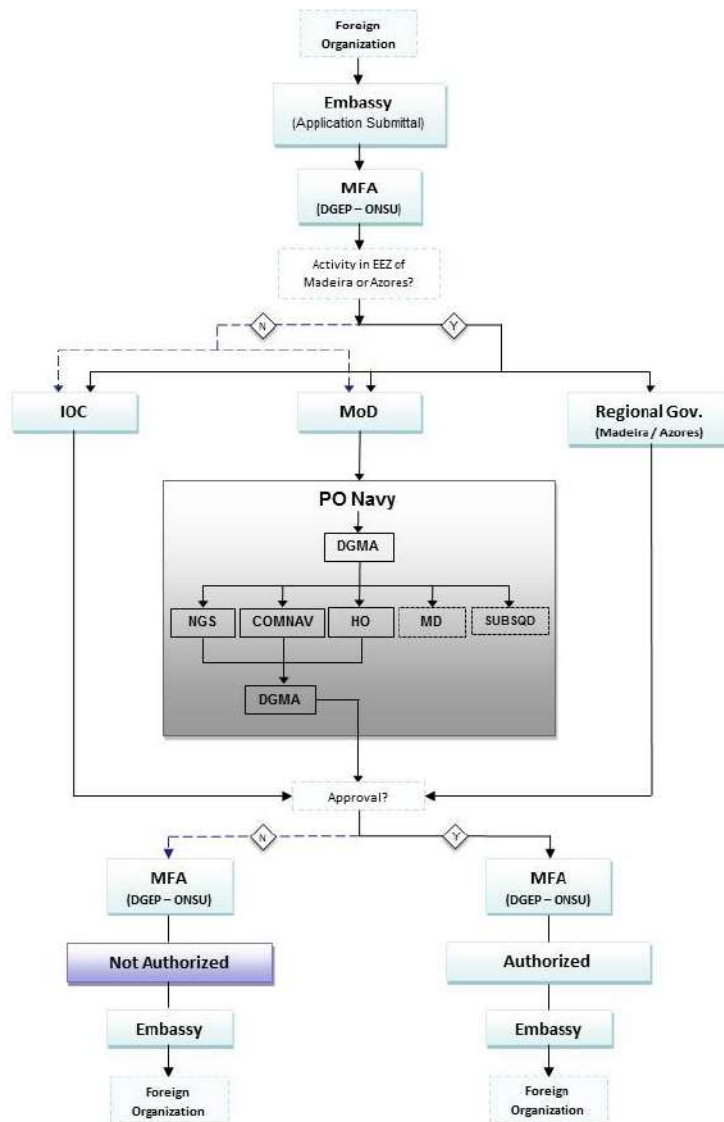 Foreign
Organization
Embassy
(Application Submittal)
MFA
(DGEP – ONSU)
Activity in EEZ of
Madeira or Azores?
N
Y
IOC
MoD
Regional Gov.
(Madeira / Azores)
PO Navy
DGMA
NGS
COMNAV
HO
MD
SUBSQD
DGMA
Approval?
N
Y
MFA
(DGEP – ONSU)
MFA
(DGEP – ONSU)
Not Authorized
Authorized
Embassy
Embassy
Foreign
Organization
Foreign
Organization